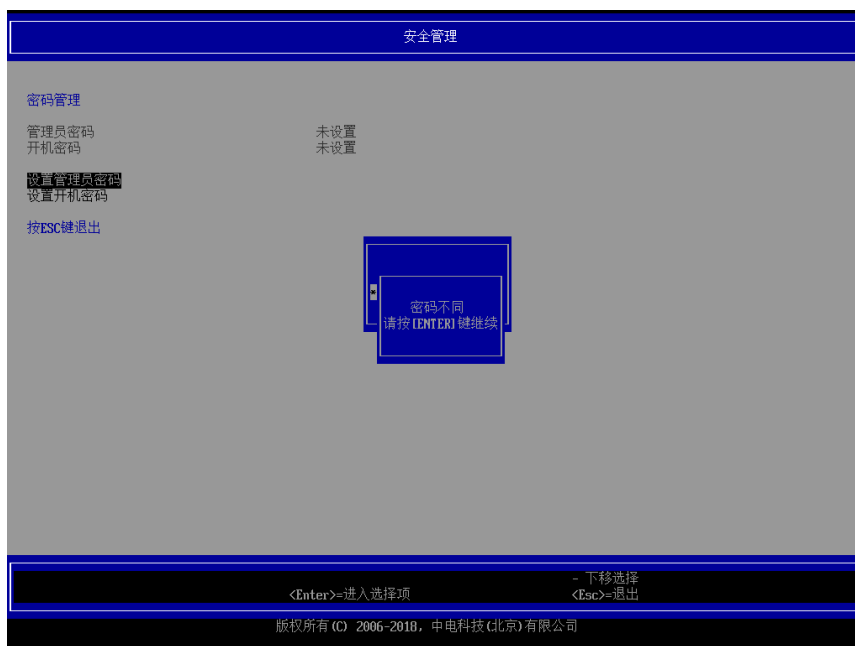 安全管理
密码管理
管理员密码 未设置
开机密码 未设置
设置管理员密码
设置开机密码
按ESC键退出
*
密码不同
请按[ENTER]键继续
- 下移选择
<Enter>=进入选择项 <Esc>=退出
版权所有(C) 2006-2018, 中电科技(北京)有限公司